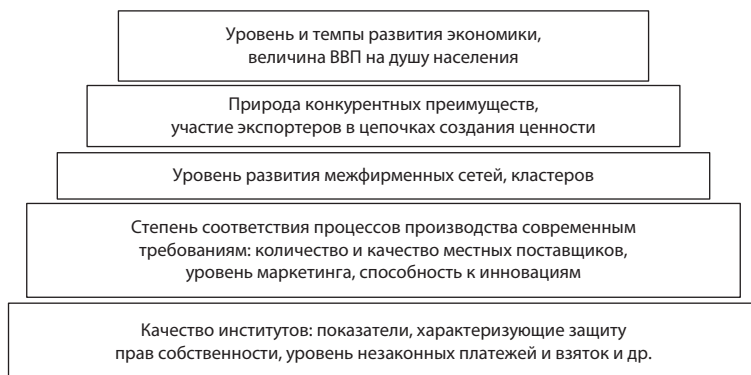 Уровень и темпы развития экономики,
величина ВВП на душу населения
Природа конкурентных преимуществ,
участие экспортеров в цепочках создания ценности
Уровень развития межфирменных сетей, кластеров
Степень соответствия процессов производства современным
требованиям: количество и качество местных поставщиков,
уровень маркетинга, способность к инновациям
Качество институтов: показатели, характеризующие защиту
прав собственности, уровень незаконных платежей и взяток и др.